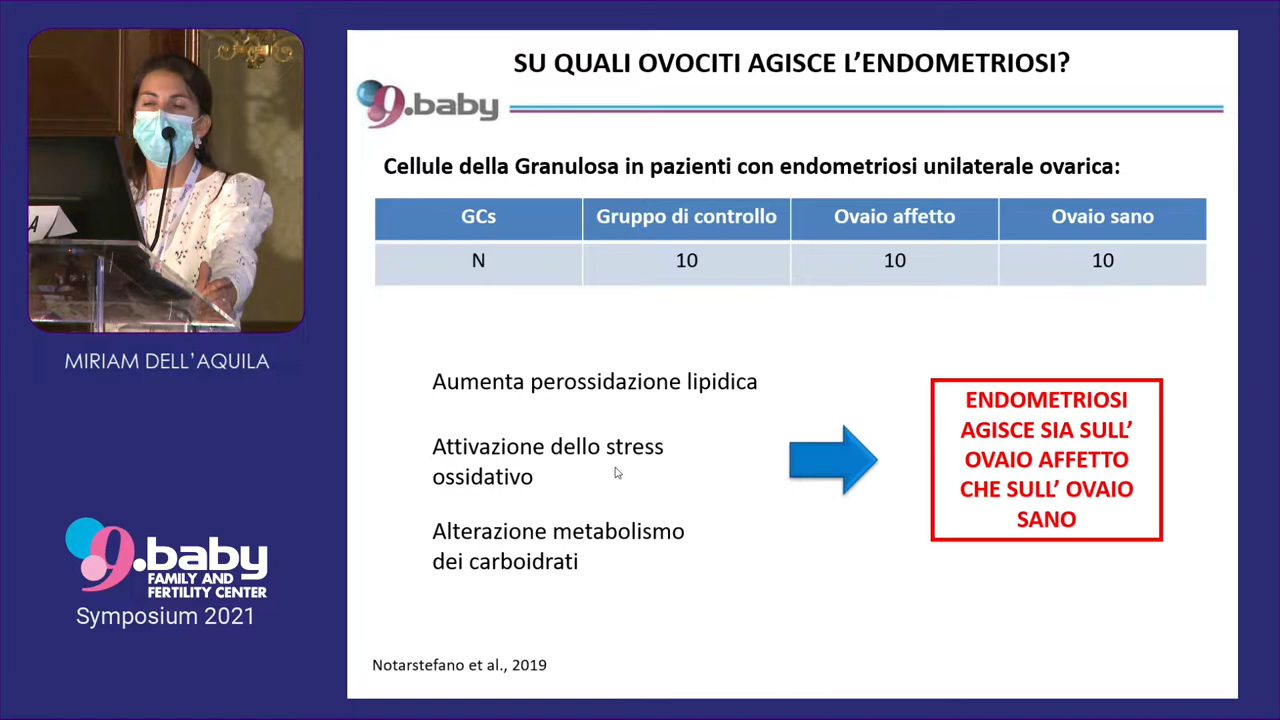 SU QUALI OVOCITI AGISCE L'ENDOMETRIOSI?
9.baby
Cellule della Granulosa in pazienti con endometriosi unilaterale ovarica:
GCs Gruppo di controllo Ovaio affetto Ovaio sano
N 10 10 10
A
MIRIAM DELL'AQUILA
Aumenta perossidazione lipidica
Attivazione dello stress
ossidativo
Alterazione metabolismo
dei carboidrati
ENDOMETRIOSI
AGISCE SIA SULL'
OVAIO AFFETTO
CHE SULL' OVAIO
SANO
9.baby
FAMILY AND
FERTILITY CENTER
Symposium 2021
Notarstefano et al., 2019